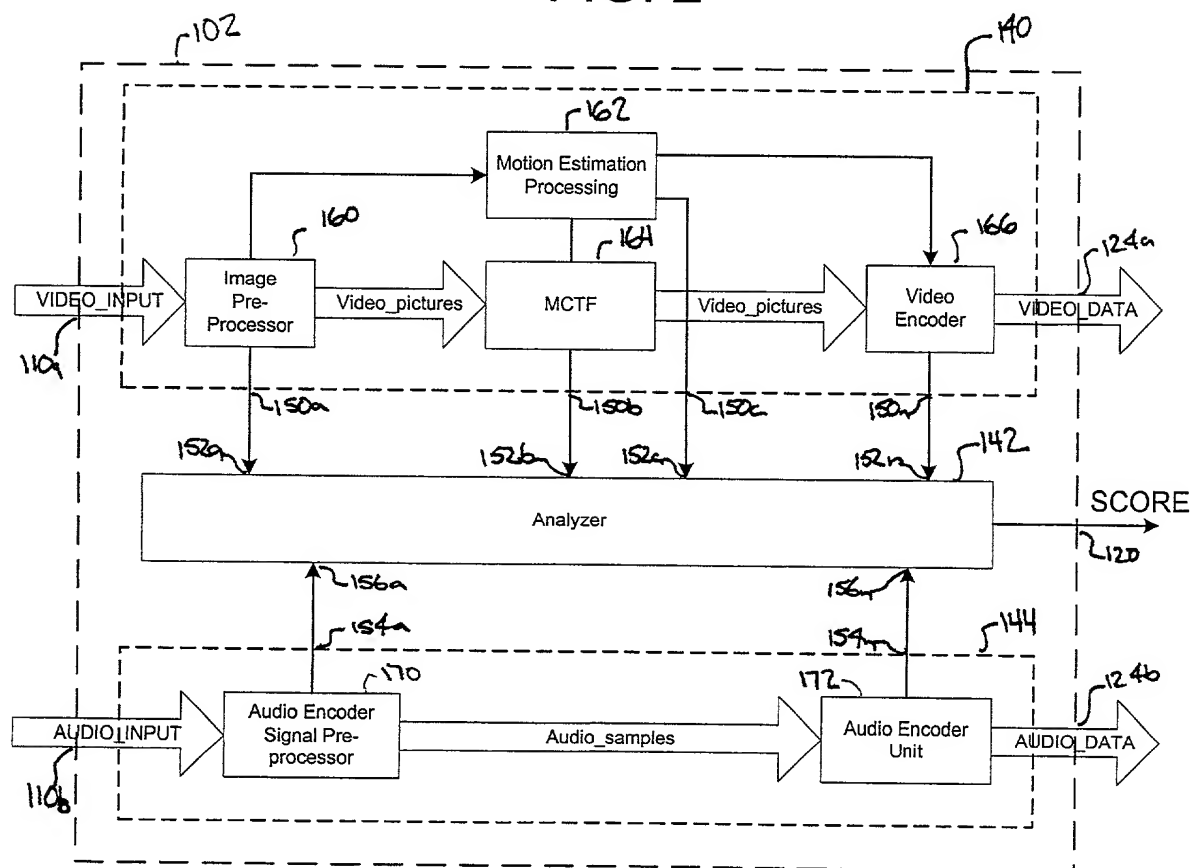 102
140
162
Motion Estimation
Processing
160
164
166
124a
VIDEO_INPUT
Image
Pre-
Processor
Video_pictures
MCTF
Video_pictures
Video
Encoder
VIDEO_DATA
110a
150a
150b
150c
150n
152a
152b
152c
152n
142
Analyzer
SCORE
120
156a
156n
154a
154n
144
170
172
124b
AUDIO_INPUT
Audio Encoder
Signal Pre-
processor
Audio_samples
Audio Encoder
Unit
AUDIO_DATA
110b